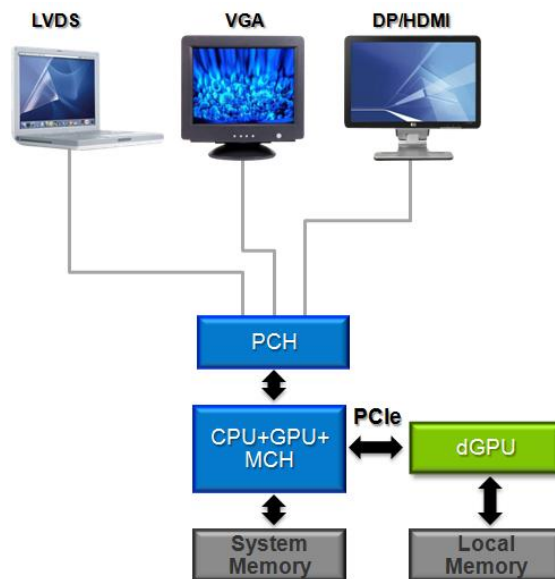 LVDS
VGA
DP/HDMI
PCH
PCIe
CPU+GPU+
MCH
dGPU
System
Memory
Local
Memory